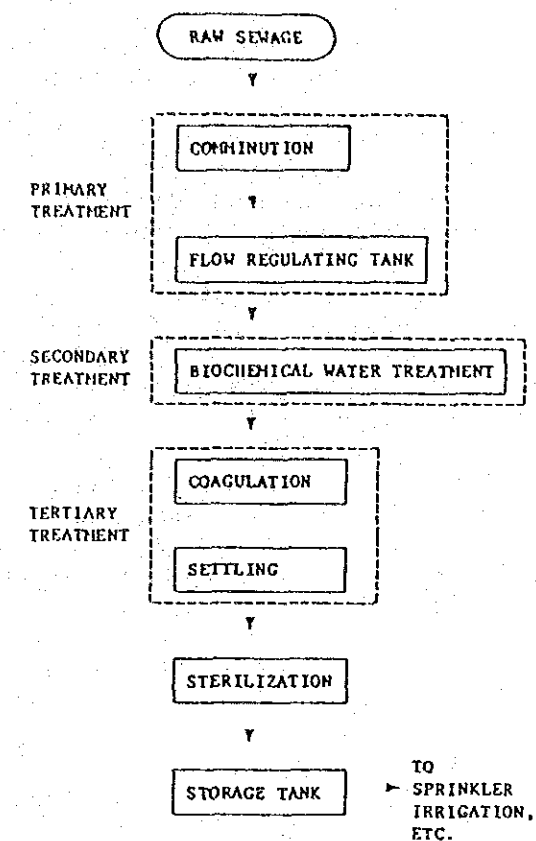 RAW SEWAGE
COMMINUTION
PRIMARY
TREATMENT
FLOW REGULATING TANK
SECONDARY
TREATMENT
BIOCHEMICAL WATER TREATMENT
COAGULATION
TERTIARY
TREATMENT
SETTLING
STERILIZATION
STORAGE TANK
TO
SPRINKLER
IRRIGATION,
ETC.